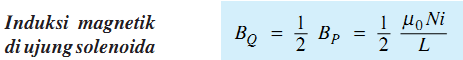 Induksi magnetik
di ujung solenoida
B_Q = 1/2 B_P = 1/2 μ₀Ni/L